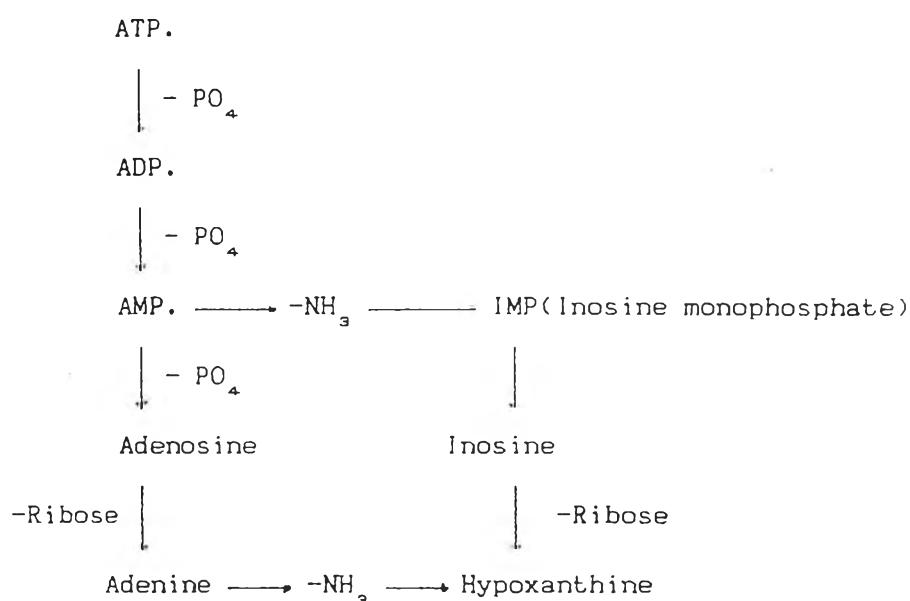 ATP.
- PO₄
ADP.
- PO₄
AMP. -NH₃ IMP(Inosine monophosphate)
- PO₄
Adenosine Inosine
-Ribose -Ribose
Adenine -NH₃ Hypoxanthine